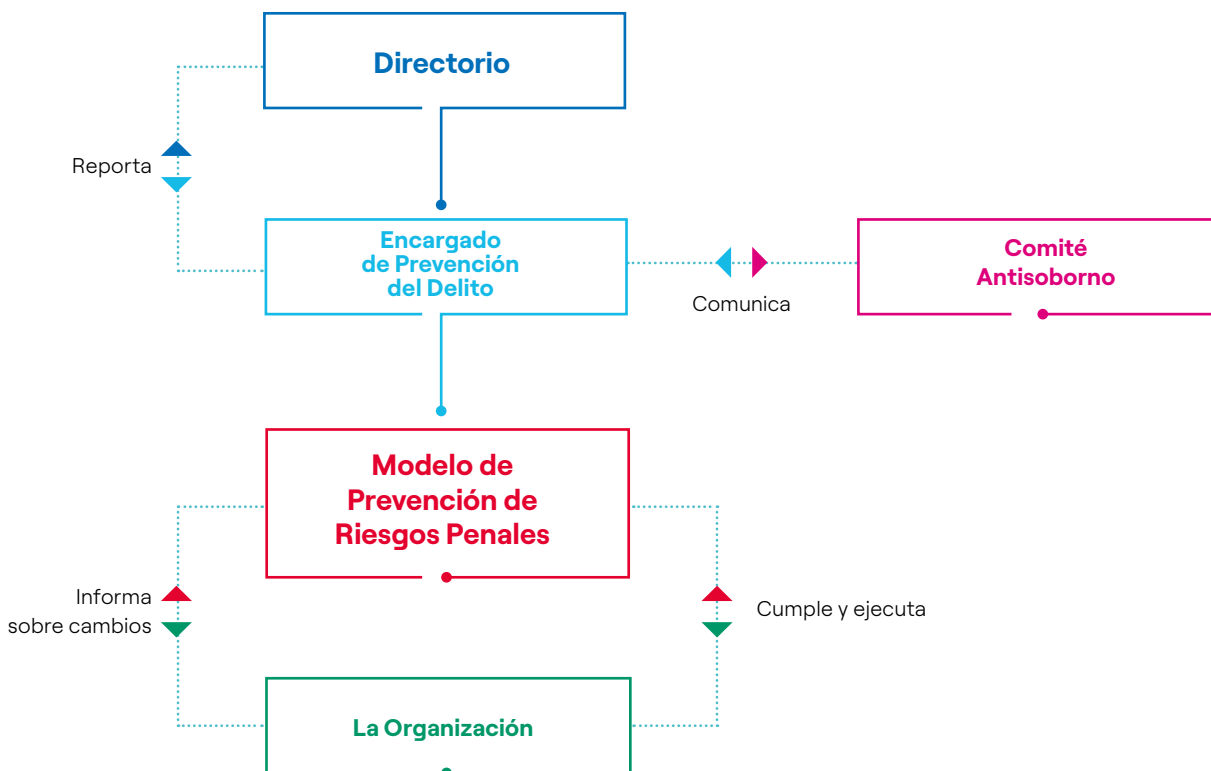 Directorio
Reporta
Encargado
de Prevención
del Delito
Comunica
Comité
Antisoborno
Modelo de
Prevención de
Riesgos Penales
Informa
sobre cambios
Cumple y ejecuta
La Organización